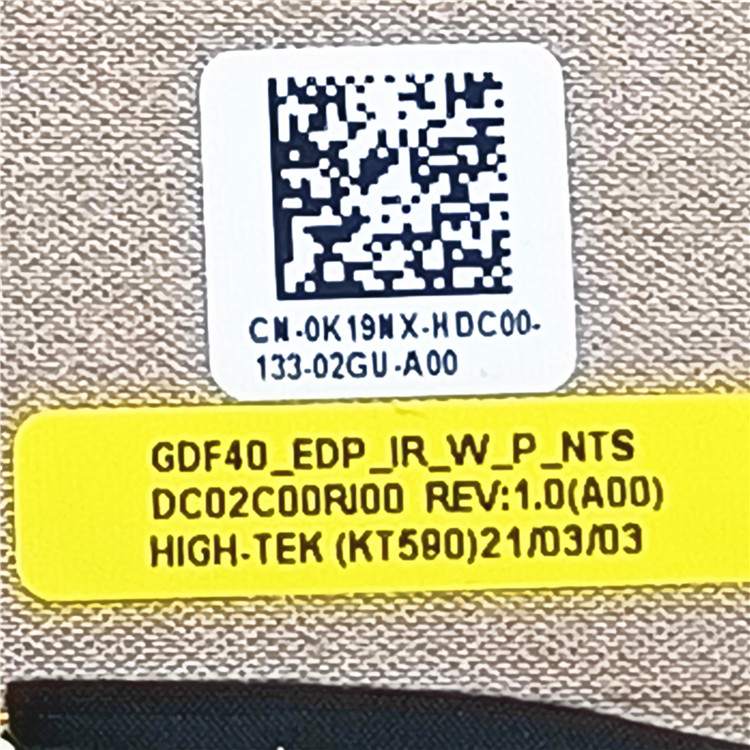 CN-0K19NX-HDC00-
133-02GU-A00
GDF40_EDP_IR_W_P_NTS
DC02C00RJ00 REV:1.0(A00)
HIGH-TEK (KT590)21/03/03